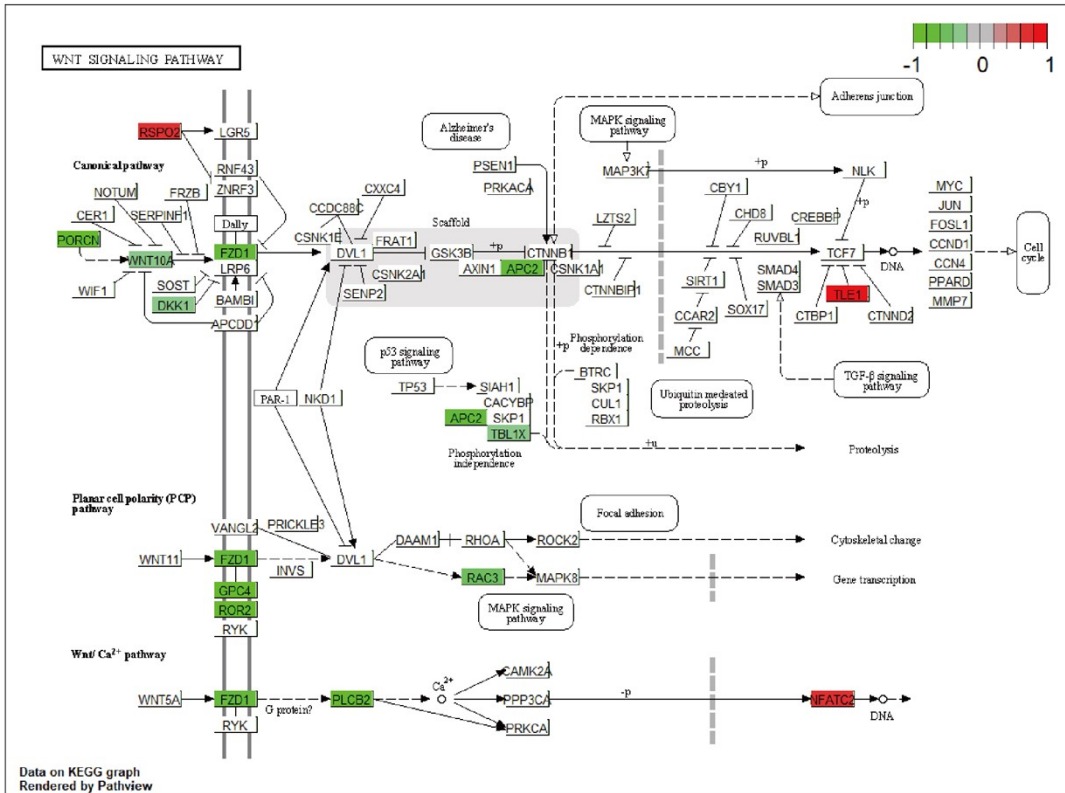 WNT SIGNALING PATHWAY
-1 0 1
RSPO2
LGR5
Canonical pathway
RNF43
ZNRF3
NOTUM
FRZB
CER1
SERPINF1
Dally
PORCN
WNT10A
FZD1
LRP6
WIF1
SOST
DKK1
BAMBI
APCDD1
CXXC4
CCDC88C
CSNK1E
FRAT1
DVL1
CSNK2A1
SENP2
Scaffold
GSK3B
+p
CTNNB1
AXIN1
APC2
CSNK1A1
Alzheimer's
disease
PSEN1
PRKACA
MAPK signaling
pathway
MAP3K7
+p
NLK
+p
Adherens junction
LZTS2
CTNNBIP1
CBY1
CHD8
CREBBP
RUVBL1
SIRT1
CCAR2
MCC
SOX17
SMAD4
SMAD3
TCF7
TLE1
CTBP1
CTNND2
DNA
MYC
JUN
FOSL1
CCND1
CCN4
PPARD
MMP7
Cell
cycle
TGF-β signaling
pathway
Phosphorylation
dependence
+p
p53 signaling
pathway
TP53
SIAH1
CACYBP
APC2
SKP1
TBL1X
Phosphorylation
independence
BTRC
SKP1
CUL1
RBX1
Ubiquitin mediated
proteolysis
+u
Proteolysis
PAR-1
NKD1
Planar cell polarity (PCP)
pathway
VANGL2
PRICKLE3
WNT11
FZD1
INVS
DVL1
GPC4
ROR2
RYK
DAAM1
RHOA
ROCK2
Focal adhesion
Cytoskeletal change
RAC3
MAPK8
Gene transcription
MAPK signaling
pathway
Wnt/ Ca2+ pathway
WNT5A
FZD1
G protein?
RYK
PLCB2
Ca2+
CAMK2A
PPP3CA
PRKCA
-p
NFATC2
DNA
Data on KEGG graph
Rendered by Pathview